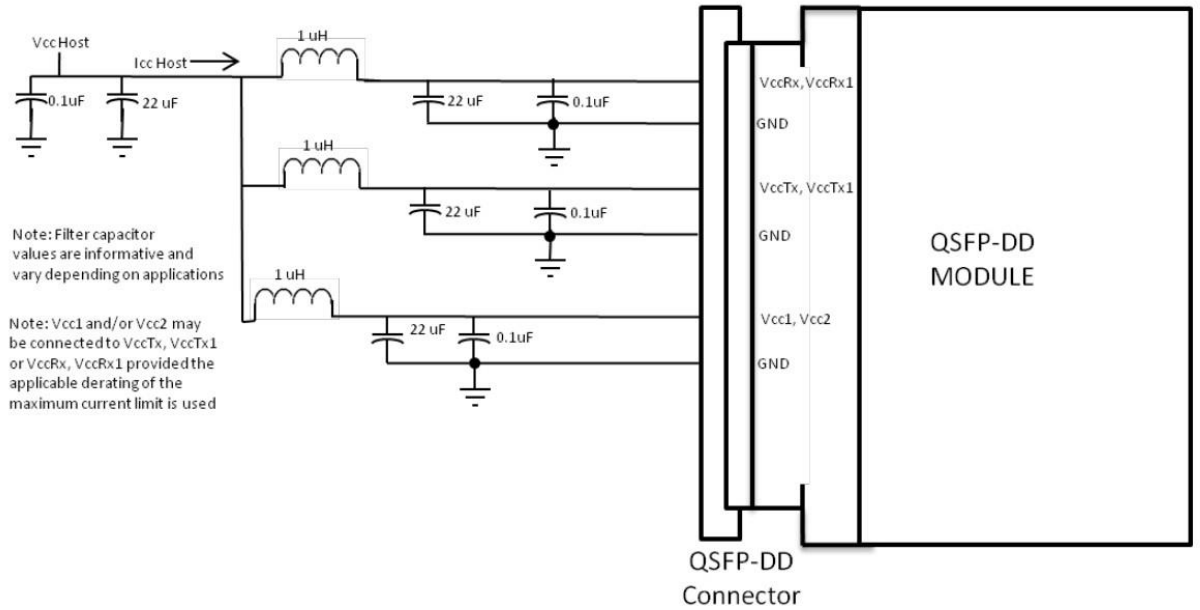 1 uH
Vcc Host
Icc Host
0.1uF
22 uF
22 uF
0.1uF
VccRx, VccRx1
GND
1 uH
22 uF
0.1uF
VccTx, VccTx1
GND
Note: Filter capacitor
values are informative and
vary depending on applications
QSFP-DD
MODULE
1 uH
22 uF
0.1uF
Vcc1, Vcc2
GND
Note: Vcc1 and/or Vcc2 may
be connected to VccTx, VccTx1
or VccRx, VccRx1 provided the
applicable derating of the
maximum current limit is used
QSFP-DD
Connector